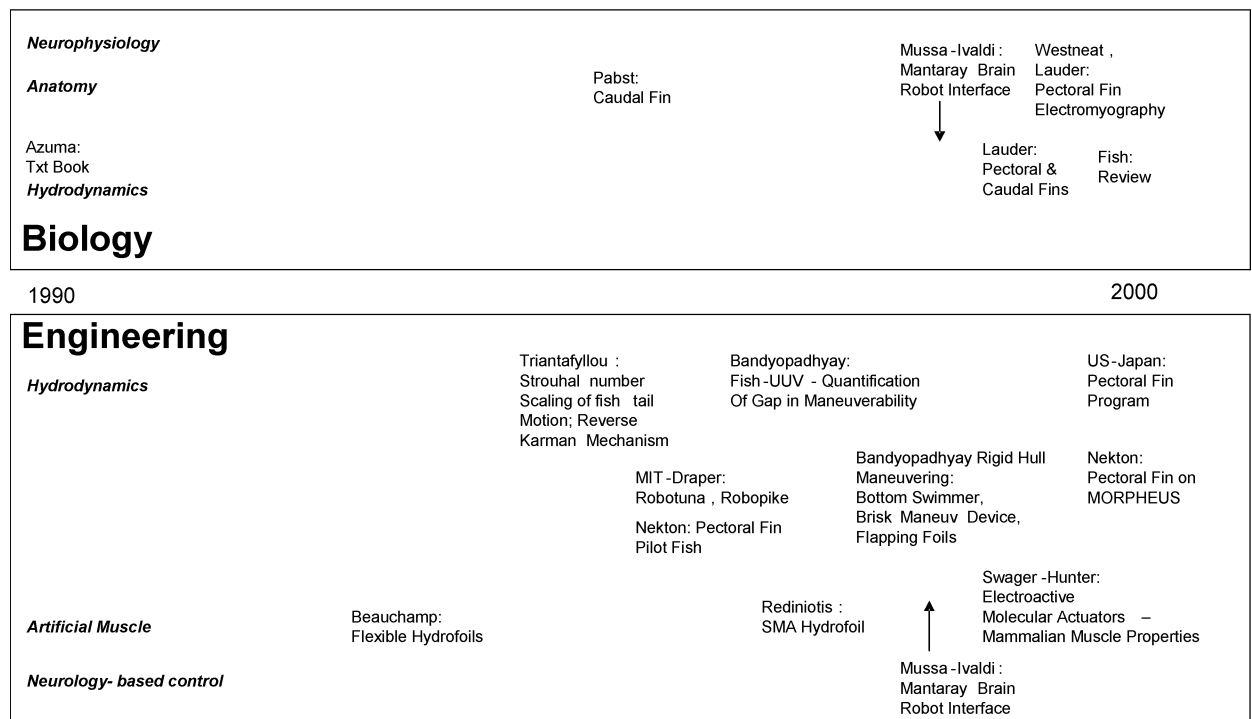 Neurophysiology
Anatomy
Pabst:
Caudal Fin
Mussa-Ivaldi :
Mantaray Brain
Robot Interface
Westneat ,
Lauder:
Pectoral Fin
Electromyography
Azuma:
Txt Book
Hydrodynamics
Lauder:
Pectoral &
Caudal Fins
Fish:
Review
Biology
1990
2000
Engineering
Hydrodynamics
Triantafyllou :
Strouhal number
Scaling of fish tail
Motion; Reverse
Karman Mechanism
Bandyopadhyay:
Fish-UUV - Quantification
Of Gap in Maneuverability
US-Japan:
Pectoral Fin
Program
MIT-Draper:
Robotuna , Robopike
Nekton: Pectoral Fin
Pilot Fish
Bandyopadhyay Rigid Hull
Maneuvering:
Bottom Swimmer,
Brisk Maneuv Device,
Flapping Foils
Nekton:
Pectoral Fin on
MORPHEUS
Artificial Muscle
Beauchamp:
Flexible Hydrofoils
Rediniotis :
SMA Hydrofoil
Swager-Hunter:
Electroactive
Molecular Actuators –
Mammalian Muscle Properties
Neurology- based control
Mussa-Ivaldi :
Mantaray Brain
Robot Interface